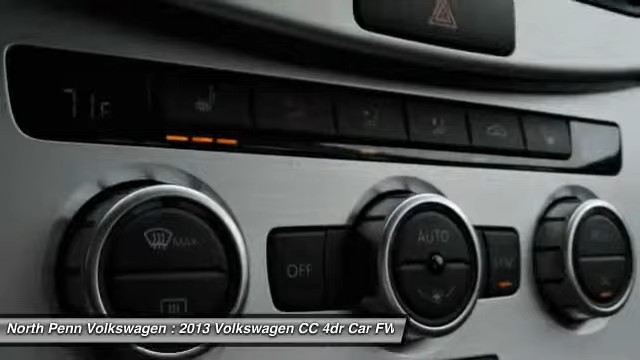 71F
MAX
OFF
AUTO
North Penn Volkswagen : 2013 Volkswagen CC 4dr Car FW